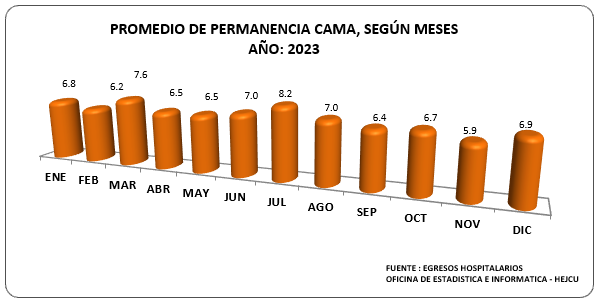 PROMEDIO DE PERMANENCIA CAMA, SEGÚN MESES
AÑO: 2023
6.8
6.2
7.6
6.5
6.5
7.0
8.2
7.0
6.4
6.7
5.9
6.9
ENE
FEB
MAR
ABR
MAY
JUN
JUL
AGO
SEP
OCT
NOV
DIC
FUENTE : EGRESOS HOSPITALARIOS
OFICINA DE ESTADISTICA E INFORMATICA - HEJCU